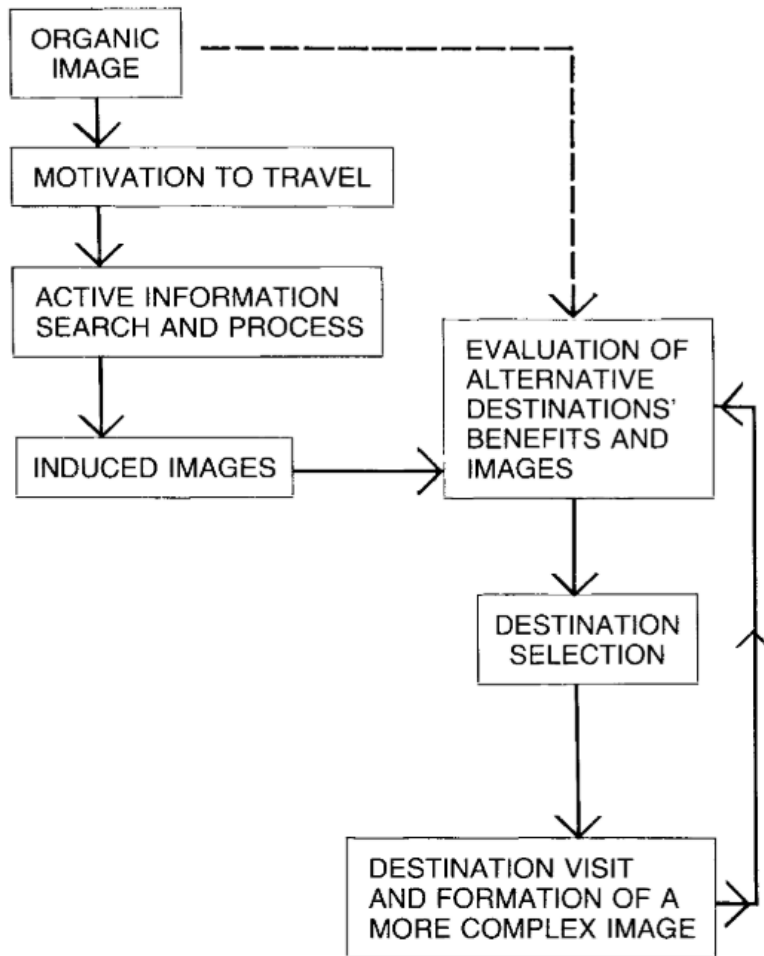 ORGANIC
IMAGE
MOTIVATION TO TRAVEL
ACTIVE INFORMATION
SEARCH AND PROCESS
INDUCED IMAGES
EVALUATION OF
ALTERNATIVE
DESTINATIONS'
BENEFITS AND
IMAGES
DESTINATION
SELECTION
DESTINATION VISIT
AND FORMATION OF A
MORE COMPLEX IMAGE